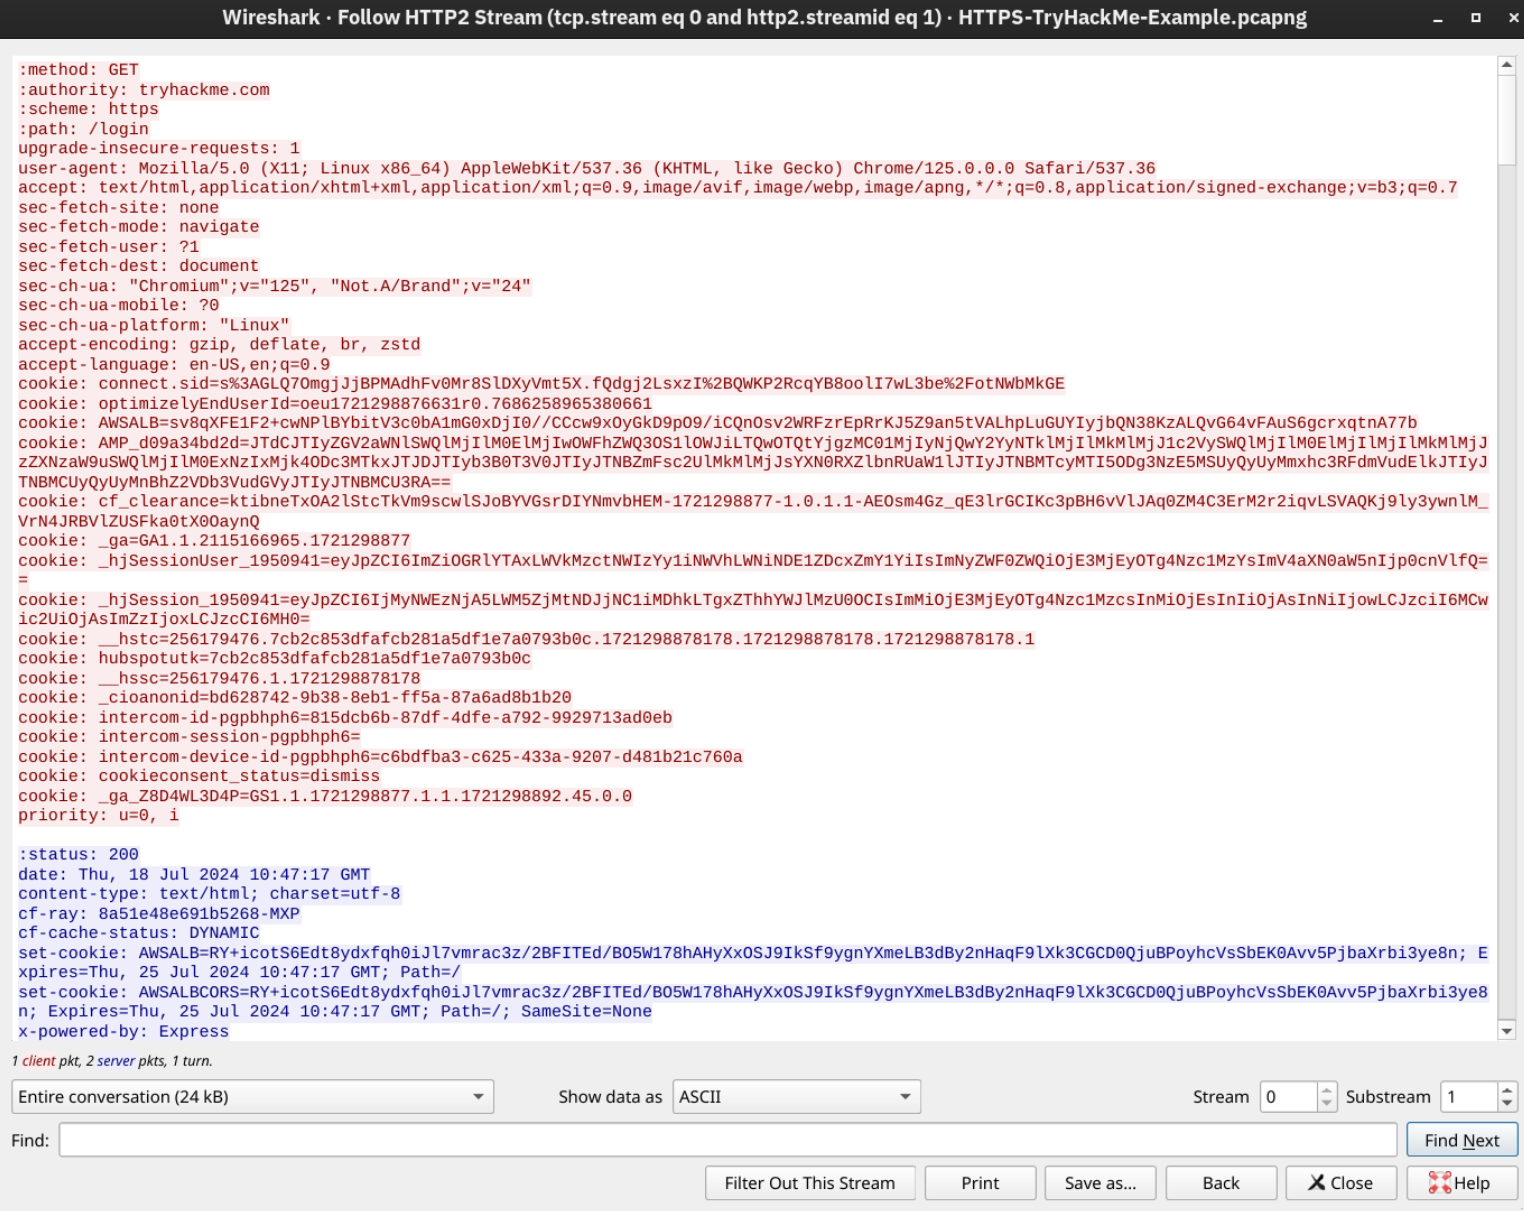 Wireshark · Follow HTTP2 Stream (tcp.stream eq 0 and http2.streamid eq 1) · HTTPS-TryHackMe-Example.pcapng
:method: GET
:authority: tryhackme.com
:scheme: https
:path: /login
upgrade-insecure-requests: 1
user-agent: Mozilla/5.0 (X11; Linux x86_64) AppleWebKit/537.36 (KHTML, like Gecko) Chrome/125.0.0.0 Safari/537.36
accept: text/html,application/xhtml+xml,application/xml;q=0.9,image/avif,image/webp,image/apng,*/*;q=0.8,application/signed-exchange;v=b3;q=0.7
sec-fetch-site: none
sec-fetch-mode: navigate
sec-fetch-user: ?1
sec-fetch-dest: document
sec-ch-ua: "Chromium";v="125", "Not.A/Brand";v="24"
sec-ch-ua-mobile: ?0
sec-ch-ua-platform: "Linux"
accept-encoding: gzip, deflate, br, zstd
accept-language: en-US,en;q=0.9
cookie: connect.sid=s%3AGLQ7OmgjJjBPMAdhFv0Mr8SlDXyVmt5X.fQdgj2LsxzI%2BQWKP2RcqYB8oolI7wL3be%2FotNWbMkGE
cookie: optimizelyEndUserId=oeu1721298876631r0.7686258965380661
cookie: AWSALB=sv8qXFE1F2+cwNPlBYbitV3c0bA1mG0xDjI0//CCcw9xOyGkD9pO9/iCQnOsv2WRFzrEpRrKJ5Z9an5tVALhpLuGUYIyjbQN38KzALQvG64vFAuS6gcrxqtnA77b
cookie: AMP_d09a34bd2d=JTdCJTIyZGV2aWNlSWQlMjIlM0ElMjIwOWFhZWQ3OS1lOWJiLTQwOTQtYjgzMC01MjIyNjQwY2YyNTklMjIlMkMlMjJ1c2VySWQlMjIlM0ElMjIlMjIlMkMlMjJ
zZXNzaW9uSWQlMjIlM0ExNzIxMjk4ODc3MTkxJTJDJTIyb3B0T3V0JTIyJTNBZmFsc2UlMkMlMjJsYXN0RXZlbnRUaW1lJTIyJTNBMTcyMTI5ODg3NzE5MSUyQyUyMmxhc3RFdmVudElkJTIyJ
TNBMCUyQyUyMnBhZ2VDb3VudGVyJTIyJTNBMCU3RA==
cookie: cf_clearance=ktibneTxOA2lStcTkVm9scwlSJoBYVGsrDIYNmvbHEM-1721298877-1.0.1.1-AEOsm4Gz_qE3lrGCIKc3pBH6vVlJAq0ZM4C3ErM2r2iqvLSVAQKj9ly3ywnlM_
VrN4JRBVlZUSFka0tX0OaynQ
cookie: _ga=GA1.1.2115166965.1721298877
cookie: _hjSessionUser_1950941=eyJpZCI6ImZiOGRlYTAxLWVkMzctNWIzYy1iNWVhLWNiNDE1ZDcxZmY1YiIsImNyZWF0ZWQiOjE3MjEyOTg4Nzc1MzYsImV4aXN0aW5nIjp0cnVlfQ=
=
cookie: _hjSession_1950941=eyJpZCI6IjMyNWEzNjA5LWM5ZjMtNDJjNC1iMDhkLTgxZThhYWJlMzU0OCIsImMiOjE3MjEyOTg4Nzc1MzcsInMiOjEsInIiOjAsInNiIjowLCJzciI6MCw
ic2UiOjAsImZzIjoxLCJzcCI6MH0=
cookie: __hstc=256179476.7cb2c853dfafcb281a5df1e7a0793b0c.1721298878178.1721298878178.1721298878178.1
cookie: hubspotutk=7cb2c853dfafcb281a5df1e7a0793b0c
cookie: __hssc=256179476.1.1721298878178
cookie: _cioanonid=bd628742-9b38-8eb1-ff5a-87a6ad8b1b20
cookie: intercom-id-pgpbhph6=815dcb6b-87df-4dfe-a792-9929713ad0eb
cookie: intercom-session-pgpbhph6=
cookie: intercom-device-id-pgpbhph6=c6bdfba3-c625-433a-9207-d481b21c760a
cookie: cookieconsent_status=dismiss
cookie: _ga_Z8D4WL3D4P=GS1.1.1721298877.1.1.1721298892.45.0.0
priority: u=0, i
:status: 200
date: Thu, 18 Jul 2024 10:47:17 GMT
content-type: text/html; charset=utf-8
cf-ray: 8a51e48e691b5268-MXP
cf-cache-status: DYNAMIC
set-cookie: AWSALB=RY+icotS6Edt8ydxfqh0iJl7vmrac3z/2BFITEd/BO5W178hAHyXxOSJ9IkSf9ygnYXmeLB3dBy2nHaqF9lXk3CGCD0QjuBPoyhcVsSbEK0Avv5PjbaXrbi3ye8n; E
xpires=Thu, 25 Jul 2024 10:47:17 GMT; Path=/
set-cookie: AWSALBCORS=RY+icotS6Edt8ydxfqh0iJl7vmrac3z/2BFITEd/BO5W178hAHyXxOSJ9IkSf9ygnYXmeLB3dBy2nHaqF9lXk3CGCD0QjuBPoyhcVsSbEK0Avv5PjbaXrbi3ye8
n; Expires=Thu, 25 Jul 2024 10:47:17 GMT; Path=/; SameSite=None
x-powered-by: Express
1 client pkt, 2 server pkts, 1 turn.
Entire conversation (24 kB) Show data as ASCII Stream 0 Substream 1
Find: Find Next
Filter Out This Stream Print Save as... Back Close Help